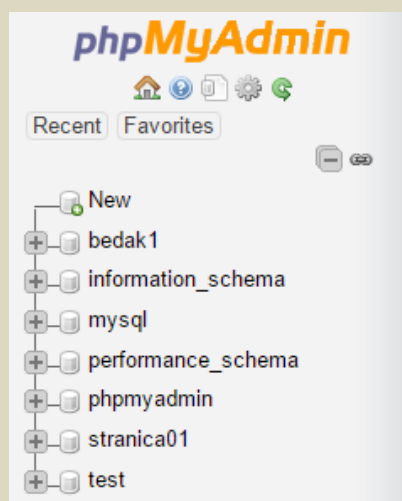 phpMyAdmin
Recent Favorites
New
bedak1
information_schema
mysql
performance_schema
phpmyadmin
stranica01
test